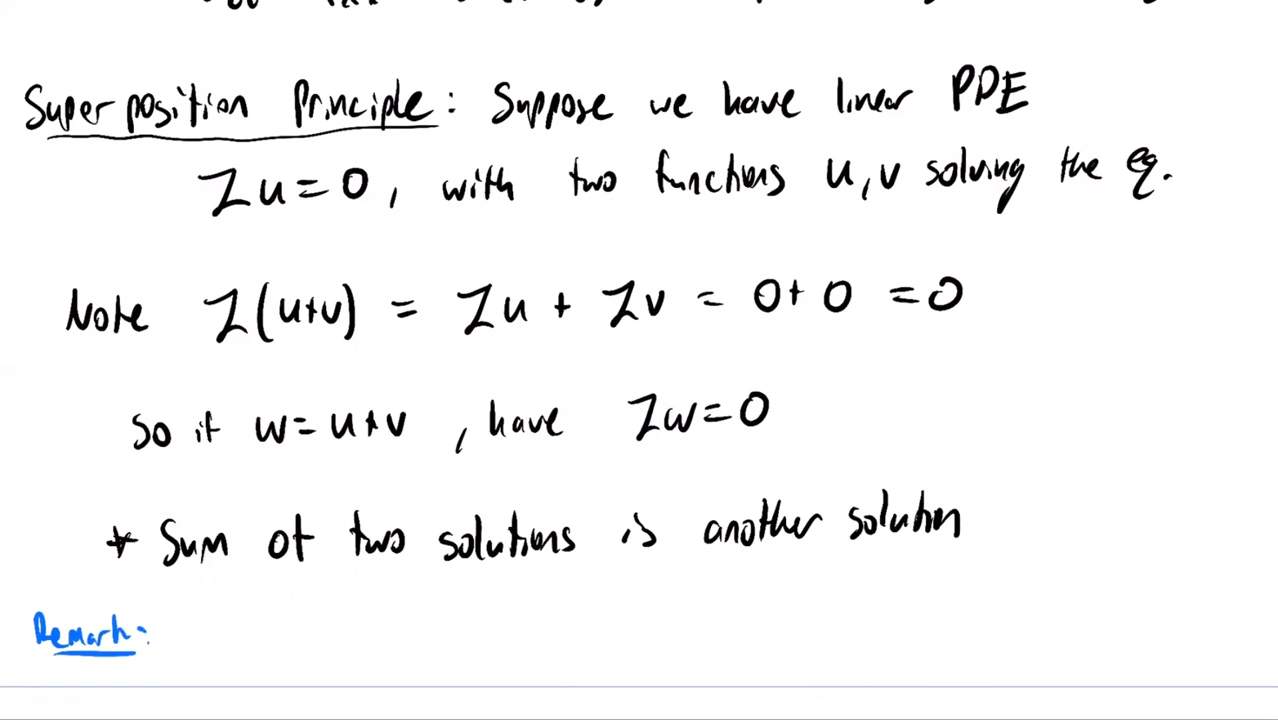 Superposition Principle: Suppose we have linear PDE
ℒu=0, with two functions u,v solving the eq.
Note ℒ(u+v) = ℒu + ℒv = 0+0 =0
So if w=u+v, have ℒw=0
* Sum of two solutions is another solution
Remark: